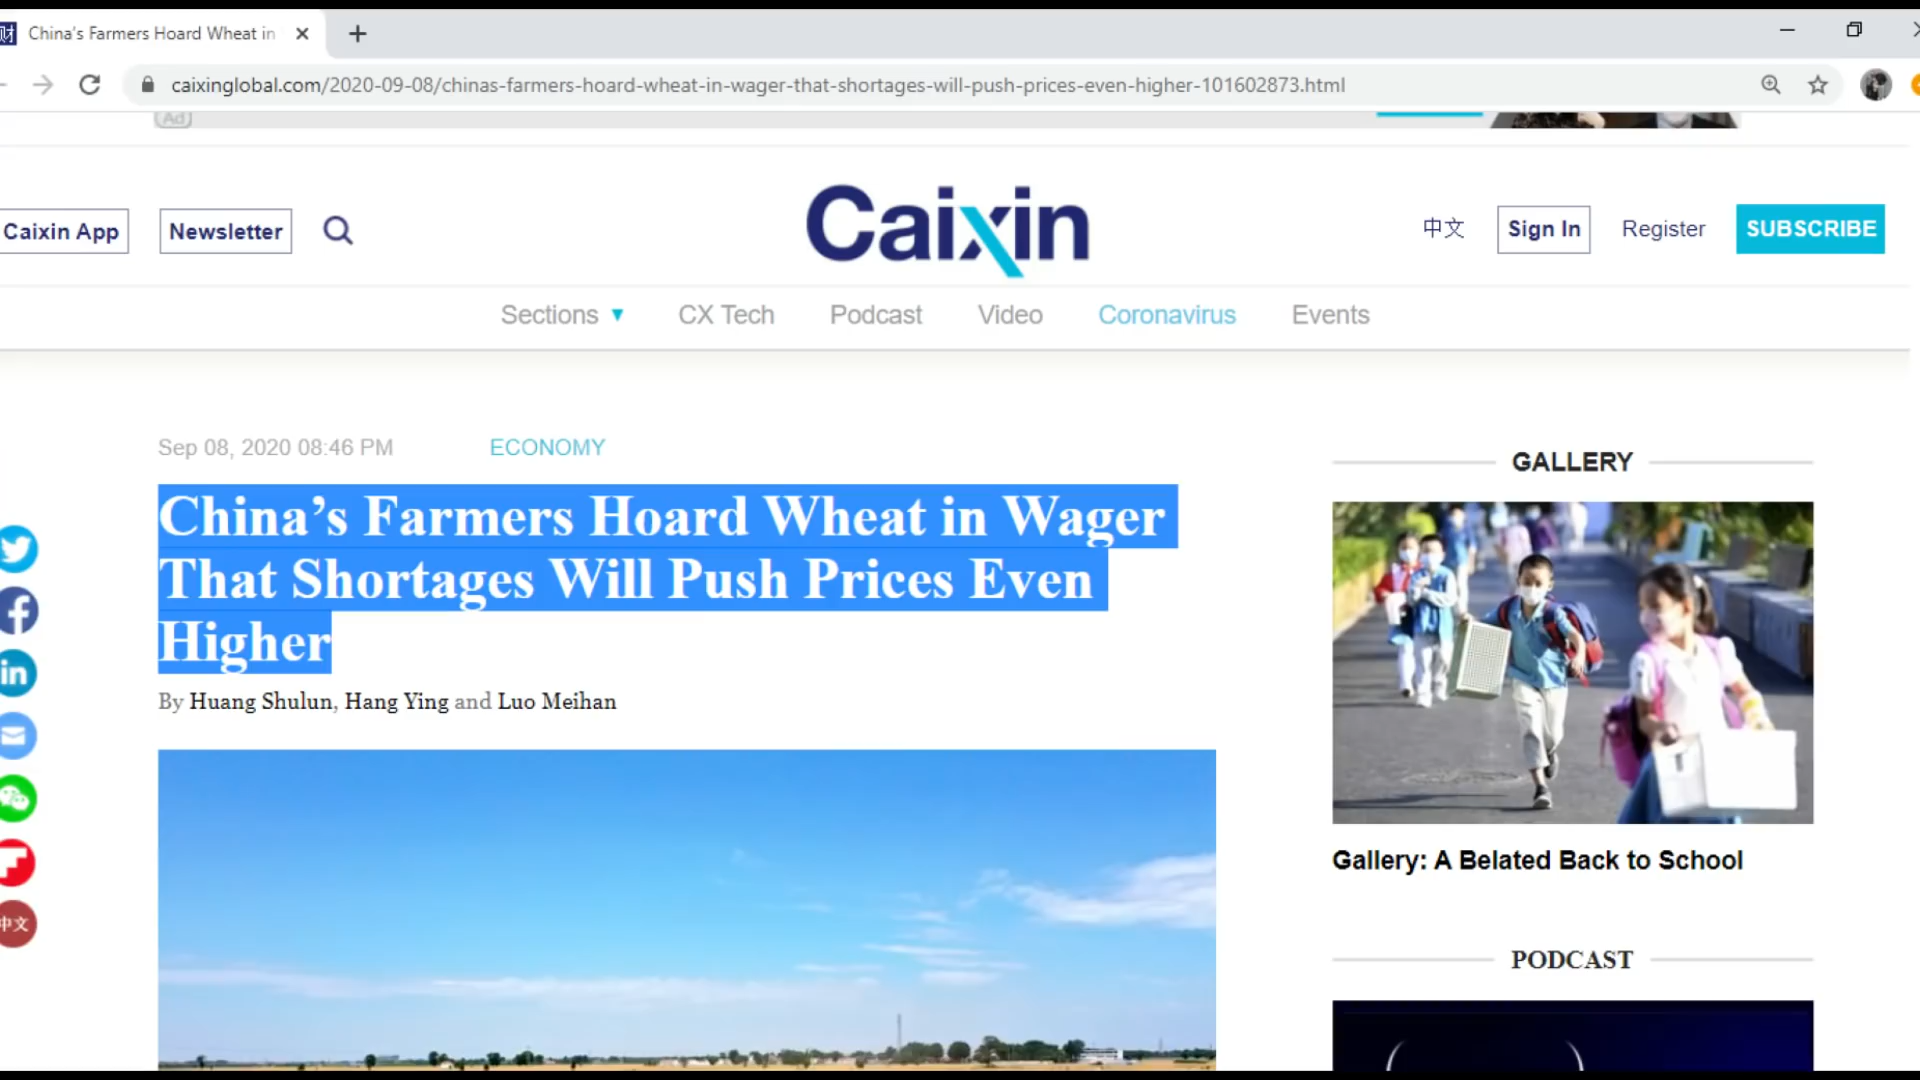 财
China's Farmers Hoard Wheat in
caixinglobal.com/2020-09-08/chinas-farmers-hoard-wheat-in-wager-that-shortages-will-push-prices-even-higher-101602873.html
Ad
Caixin App
Newsletter
Caixin
中文
Sign In
Register
SUBSCRIBE
Sections
CX Tech
Podcast
Video
Coronavirus
Events
Sep 08, 2020 08:46 PM
ECONOMY
China’s Farmers Hoard Wheat in Wager
That Shortages Will Push Prices Even
Higher
By Huang Shulun, Hang Ying and Luo Meihan
中文
GALLERY
Gallery: A Belated Back to School
PODCAST